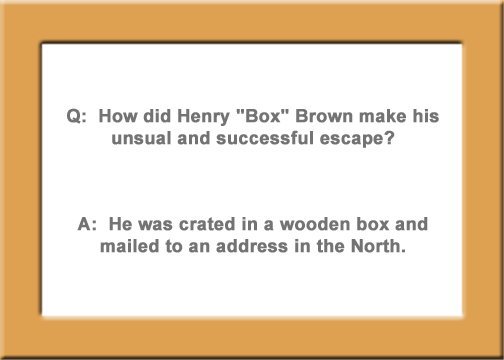 Q:  How did Henry "Box" Brown make his
unsual and successful escape?
A:  He was crated in a wooden box and
mailed to an address in the North.